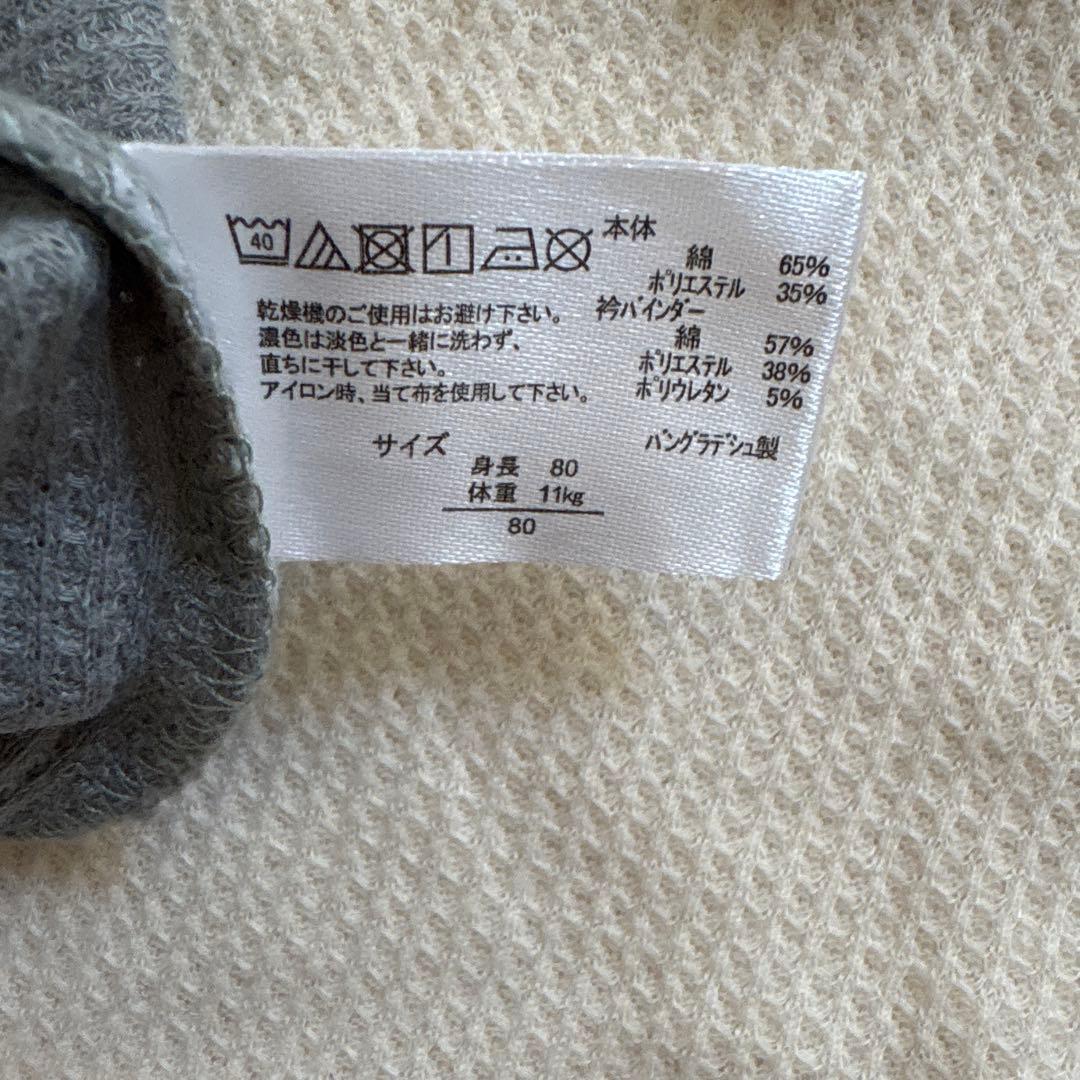 40
本体
綿 65%
ポリエステル 35%
衿バインダー
綿 57%
ポリエステル 38%
ポリウレタン 5%
バングラデシュ製
乾燥機のご使用はお避け下さい。
濃色は淡色と一緒に洗わず、
直ちに干して下さい。
アイロン時、当て布を使用して下さい。
サイズ
身長 80
体重 11kg
80